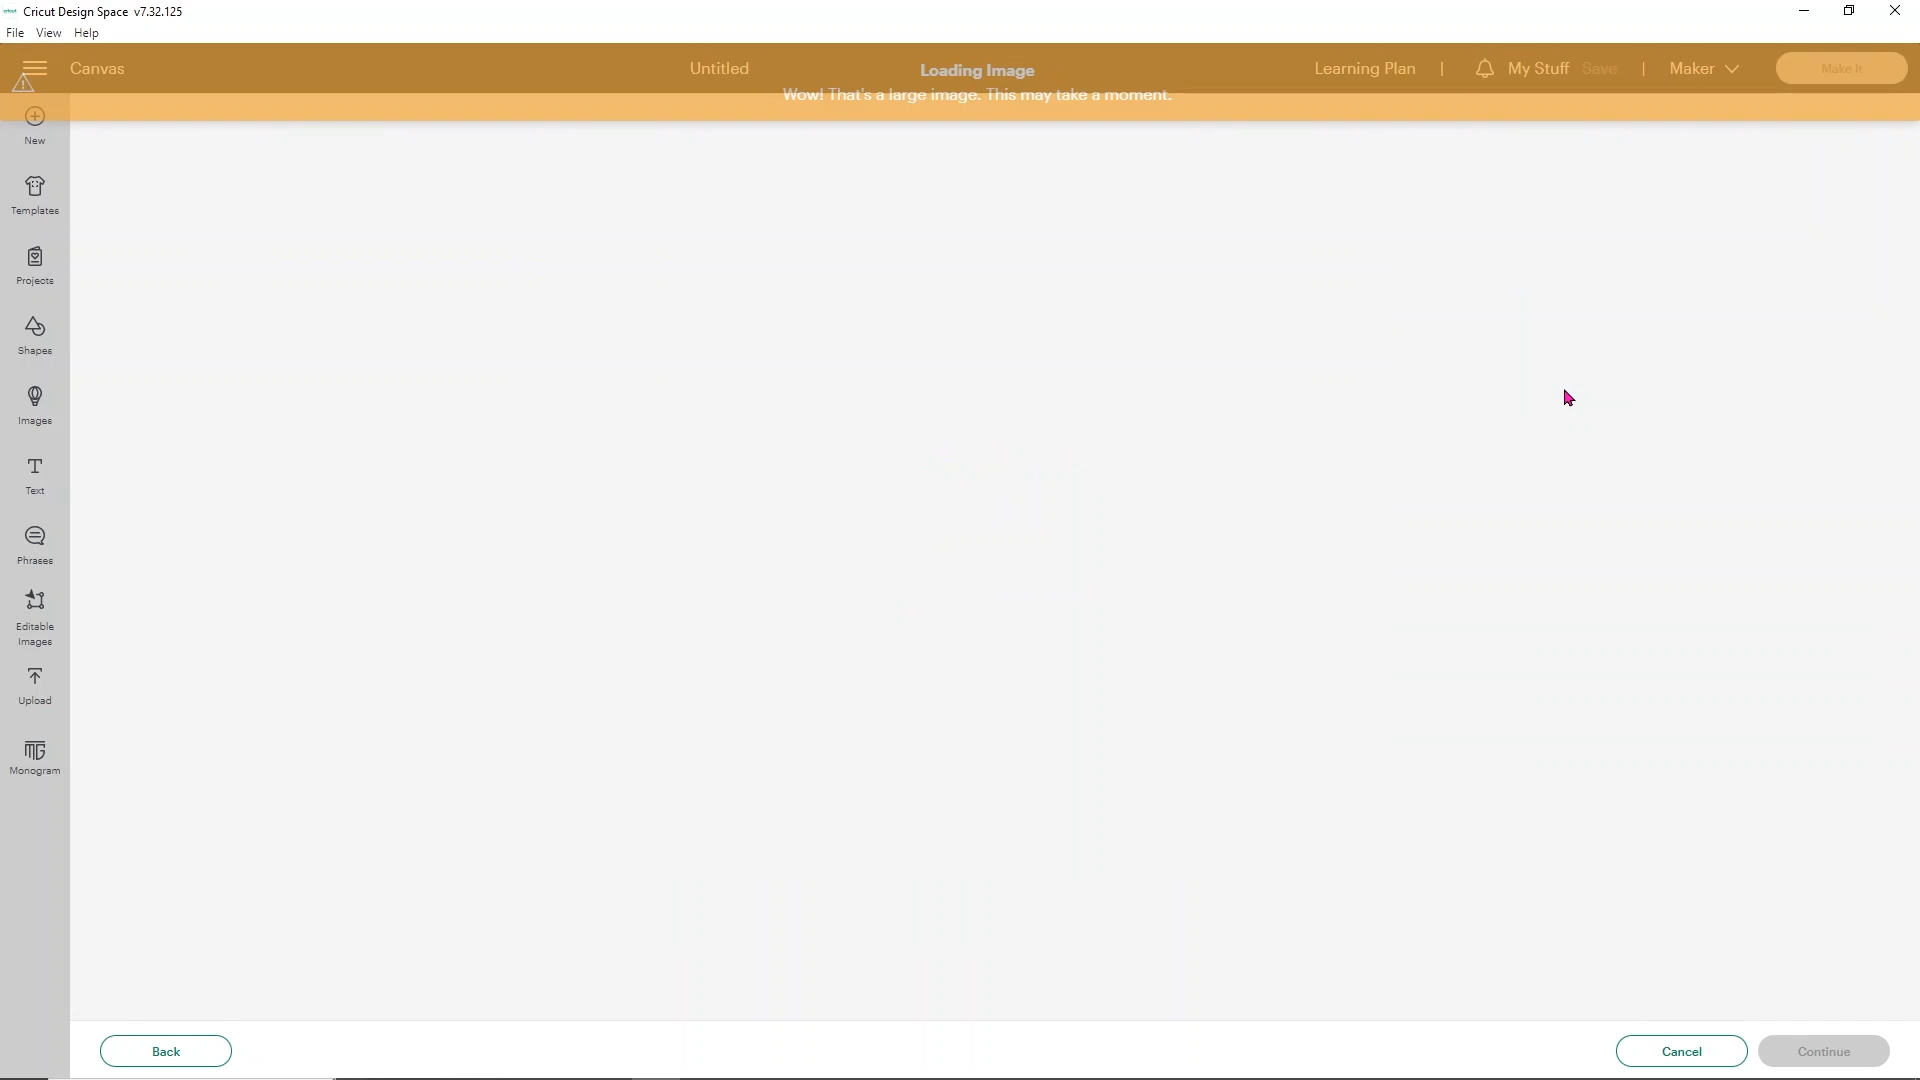 cricut Cricut Design Space v7.32.125
File View Help
Canvas Untitled Loading Image Learning Plan | My Stuff Save | Maker Make It
Wow! That's a large image. This may take a moment.
New
Templates
Projects
Shapes
Images
Text
Phrases
Editable
Images
Upload
Monogram
Back Cancel Continue